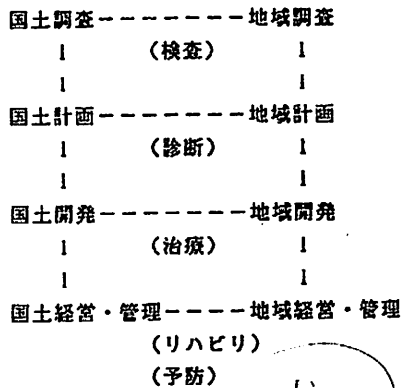 国土調査－－－－－－－地域調査
｜　（検査）　｜
｜　｜
国土計画－－－－－－－地域計画
｜　（診断）　｜
｜　｜
国土開発－－－－－－－地域開発
｜　（治療）　｜
｜　｜
国土経営・管理－－－－地域経営・管理
（リハビリ）
（予防）